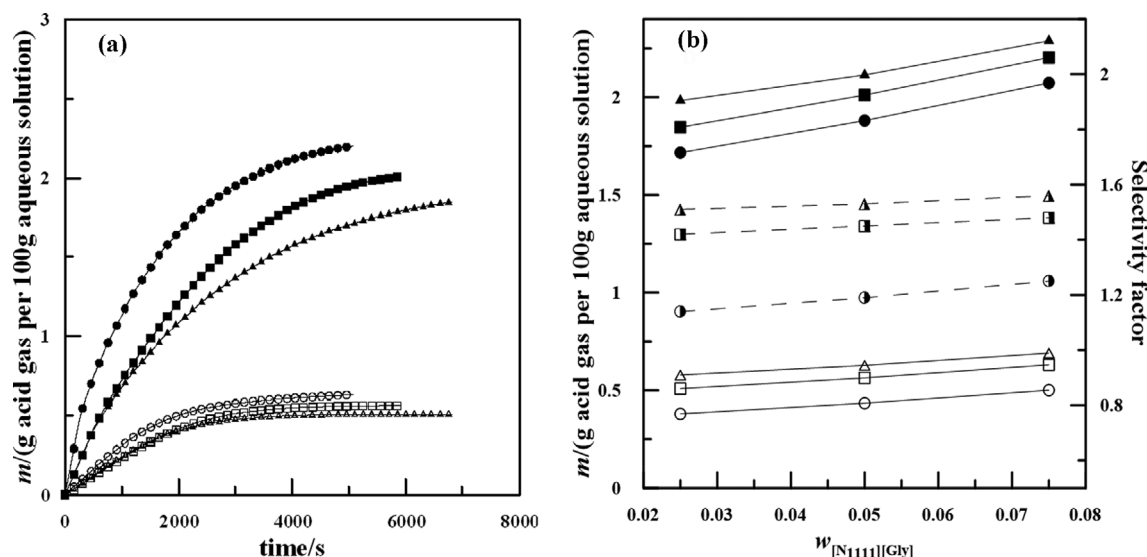 (a)
m/(g acid gas per 100g aqueous solution)
3
2
1
0
0 2000 4000 6000 8000
time/s
(b)
m/(g acid gas per 100g aqueous solution)
2
1.5
1
0.5
0
0.02 0.03 0.04 0.05 0.06 0.07 0.08
w[N1111][Gly]
2
1.6
1.2
0.8
Selectivity factor